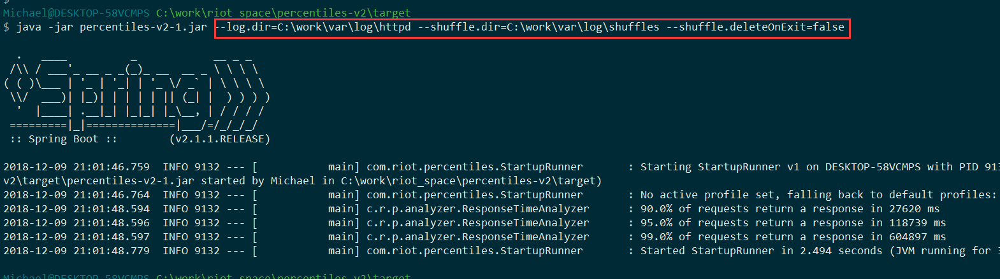 Michael@DESKTOP-58VCMPS C:\work\riot_space\percentiles-v2\target
$ java -jar percentiles-v2-1.jar --log.dir=C:\work\var\log\httpd --shuffle.dir=C:\work\var\log\shuffles --shuffle.deleteOnExit=false
  .   ____          _            __ _ _
 /\\ / ___'_ __ _ _(_)_ __  __ _ \ \ \ \
( ( )\___ | '_ | '_| | '_ \/ _` | \ \ \ \
 \\/  ___)| |_)| | | | | || (_| |  ) ) ) )
  '  |____| .__|_| |_|_| |_\__, | / / / /
 =========|_|==============|___/=/_/_/_/
 :: Spring Boot ::        (v2.1.1.RELEASE)
2018-12-09 21:01:46.759  INFO 9132 --- [           main] com.riot.percentiles.StartupRunner       : Starting StartupRunner v1 on DESKTOP-58VCMPS with PID 913
v2\target\percentiles-v2-1.jar started by Michael in C:\work\riot_space\percentiles-v2\target)
2018-12-09 21:01:46.764  INFO 9132 --- [           main] com.riot.percentiles.StartupRunner       : No active profile set, falling back to default profiles:
2018-12-09 21:01:48.594  INFO 9132 --- [           main] c.r.p.analyzer.ResponseTimeAnalyzer      : 90.0% of requests return a response in 27620 ms
2018-12-09 21:01:48.596  INFO 9132 --- [           main] c.r.p.analyzer.ResponseTimeAnalyzer      : 95.0% of requests return a response in 118739 ms
2018-12-09 21:01:48.597  INFO 9132 --- [           main] c.r.p.analyzer.ResponseTimeAnalyzer      : 99.0% of requests return a response in 604897 ms
2018-12-09 21:01:48.779  INFO 9132 --- [           main] com.riot.percentiles.StartupRunner       : Started StartupRunner in 2.494 seconds (JVM running for
Michael@DESKTOP-58VCMPS C:\work\riot_space\percentiles-v2\target